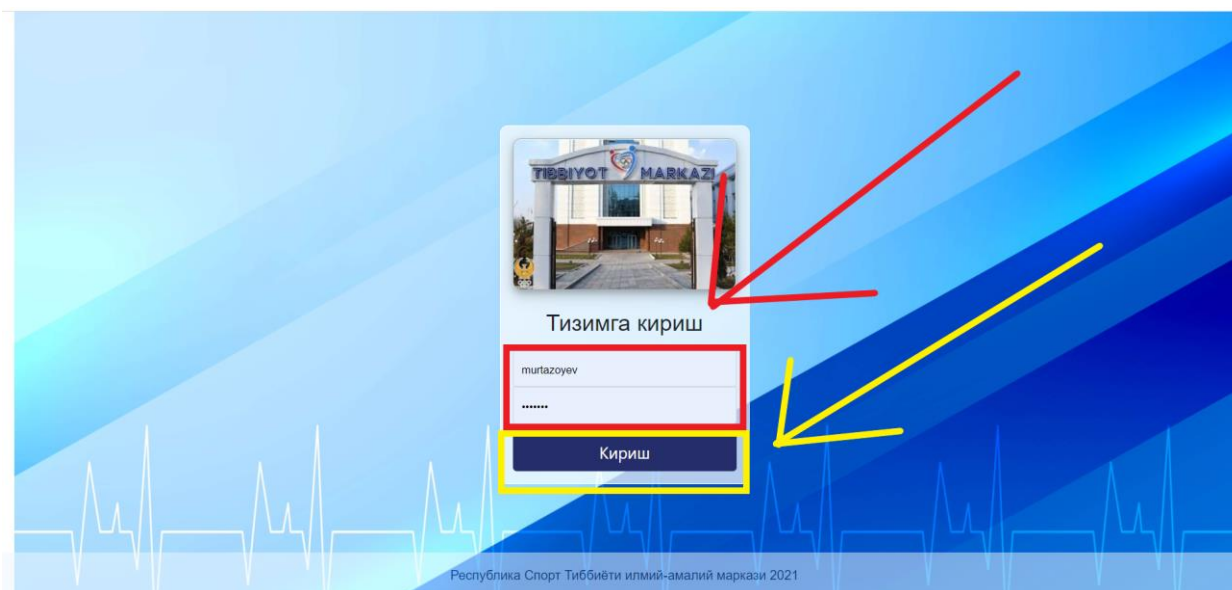 TIBBIYOT MARKAZI
Тизимга кириш
murtazoyev
•••••••
Кириш
Республика Спорт Тиббиёти илмий-амалий маркази 2021